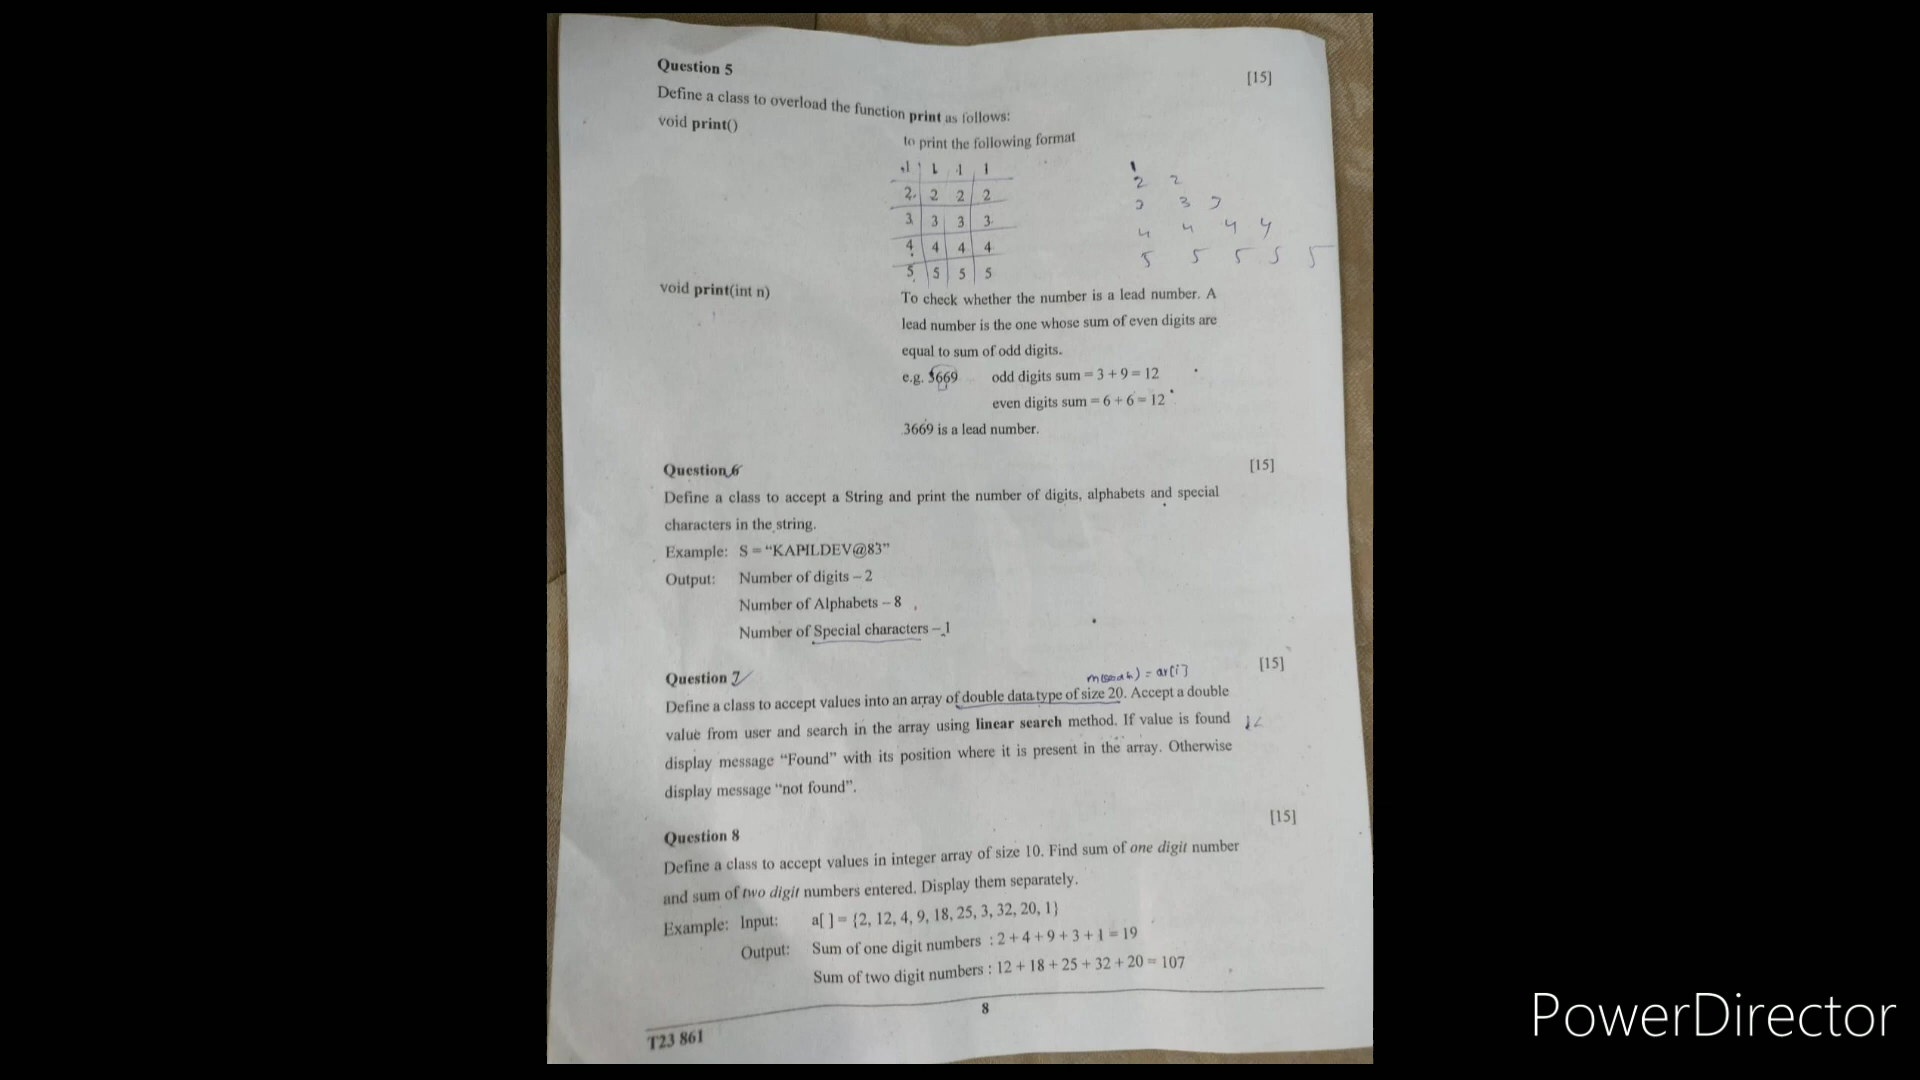 Question 5
[15]
Define a class to overload the function print as follows:
void print()
to print the following format
1 1 1 1
2 2 2 2
3 3 3 3
4 4 4 4
5 5 5 5
1
2 2
3 3 3
4 4 4 4
5 5 5 5 5
void print(int n)
To check whether the number is a lead number. A
lead number is the one whose sum of even digits are
equal to sum of odd digits.
e.g. 3669 odd digits sum = 3 + 9 = 12
even digits sum = 6 + 6 = 12
3669 is a lead number.
Question 6
[15]
Define a class to accept a String and print the number of digits, alphabets and special
characters in the string.
Example: S = “KAPILDEV@83”
Output: Number of digits – 2
Number of Alphabets – 8
Number of Special characters – 1
Question 7
[15]
= ar[i]
Define a class to accept values into an array of double data type of size 20. Accept a double
value from user and search in the array using linear search method. If value is found
display message “Found” with its position where it is present in the array. Otherwise
display message “not found”.
Question 8
[15]
Define a class to accept values in integer array of size 10. Find sum of one digit number
and sum of two digit numbers entered. Display them separately.
Example: Input: a[ ] = {2, 12, 4, 9, 18, 25, 3, 32, 20, 1}
Output: Sum of one digit numbers : 2 + 4 + 9 + 3 + 1 = 19
Sum of two digit numbers : 12 + 18 + 25 + 32 + 20 = 107
8
T23 861
PowerDirector